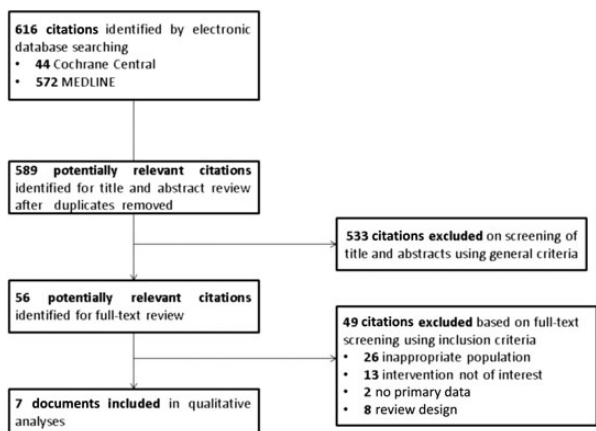 616 citations identified by electronic
database searching
• 44 Cochrane Central
• 572 MEDLINE
589 potentially relevant citations
identified for title and abstract review
after duplicates removed
533 citations excluded on screening of
title and abstracts using general criteria
56 potentially relevant citations
identified for full-text review
49 citations excluded based on full-text
screening using inclusion criteria
• 26 inappropriate population
• 13 intervention not of interest
• 2 no primary data
• 8 review design
7 documents included in qualitative
analyses